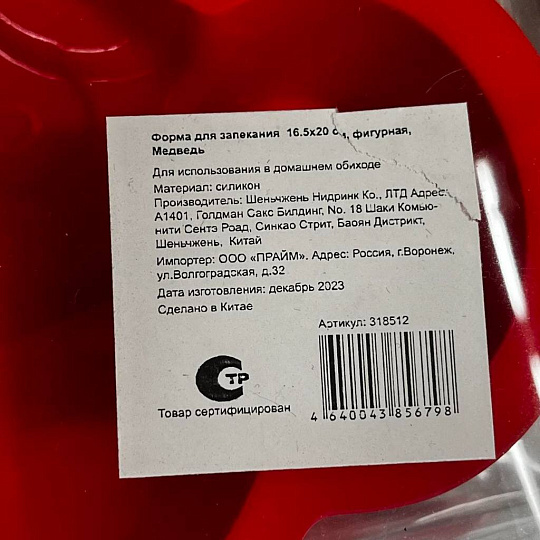 Форма для запекания 16.5x20 см, фигурная,
Медведь
Для использования в домашнем обиходе
Материал: силикон
Производитель: Шеньчжень Нидринк Ко., ЛТД Адрес:
А1401, Голдман Сакс Билдинг, No. 18 Шаки Комью-
нити Сентэ Роад, Синкао Стрит, Баоян Дистрикт,
Шеньчжень, Китай
Импортер: ООО «ПРАЙМ». Адрес: Россия, г.Воронеж,
ул.Волгоградская, д.32
Дата изготовления: декабрь 2023
Сделано в Китае
Артикул: 318512
СТР
Товар сертифицирован
4 640043 856798